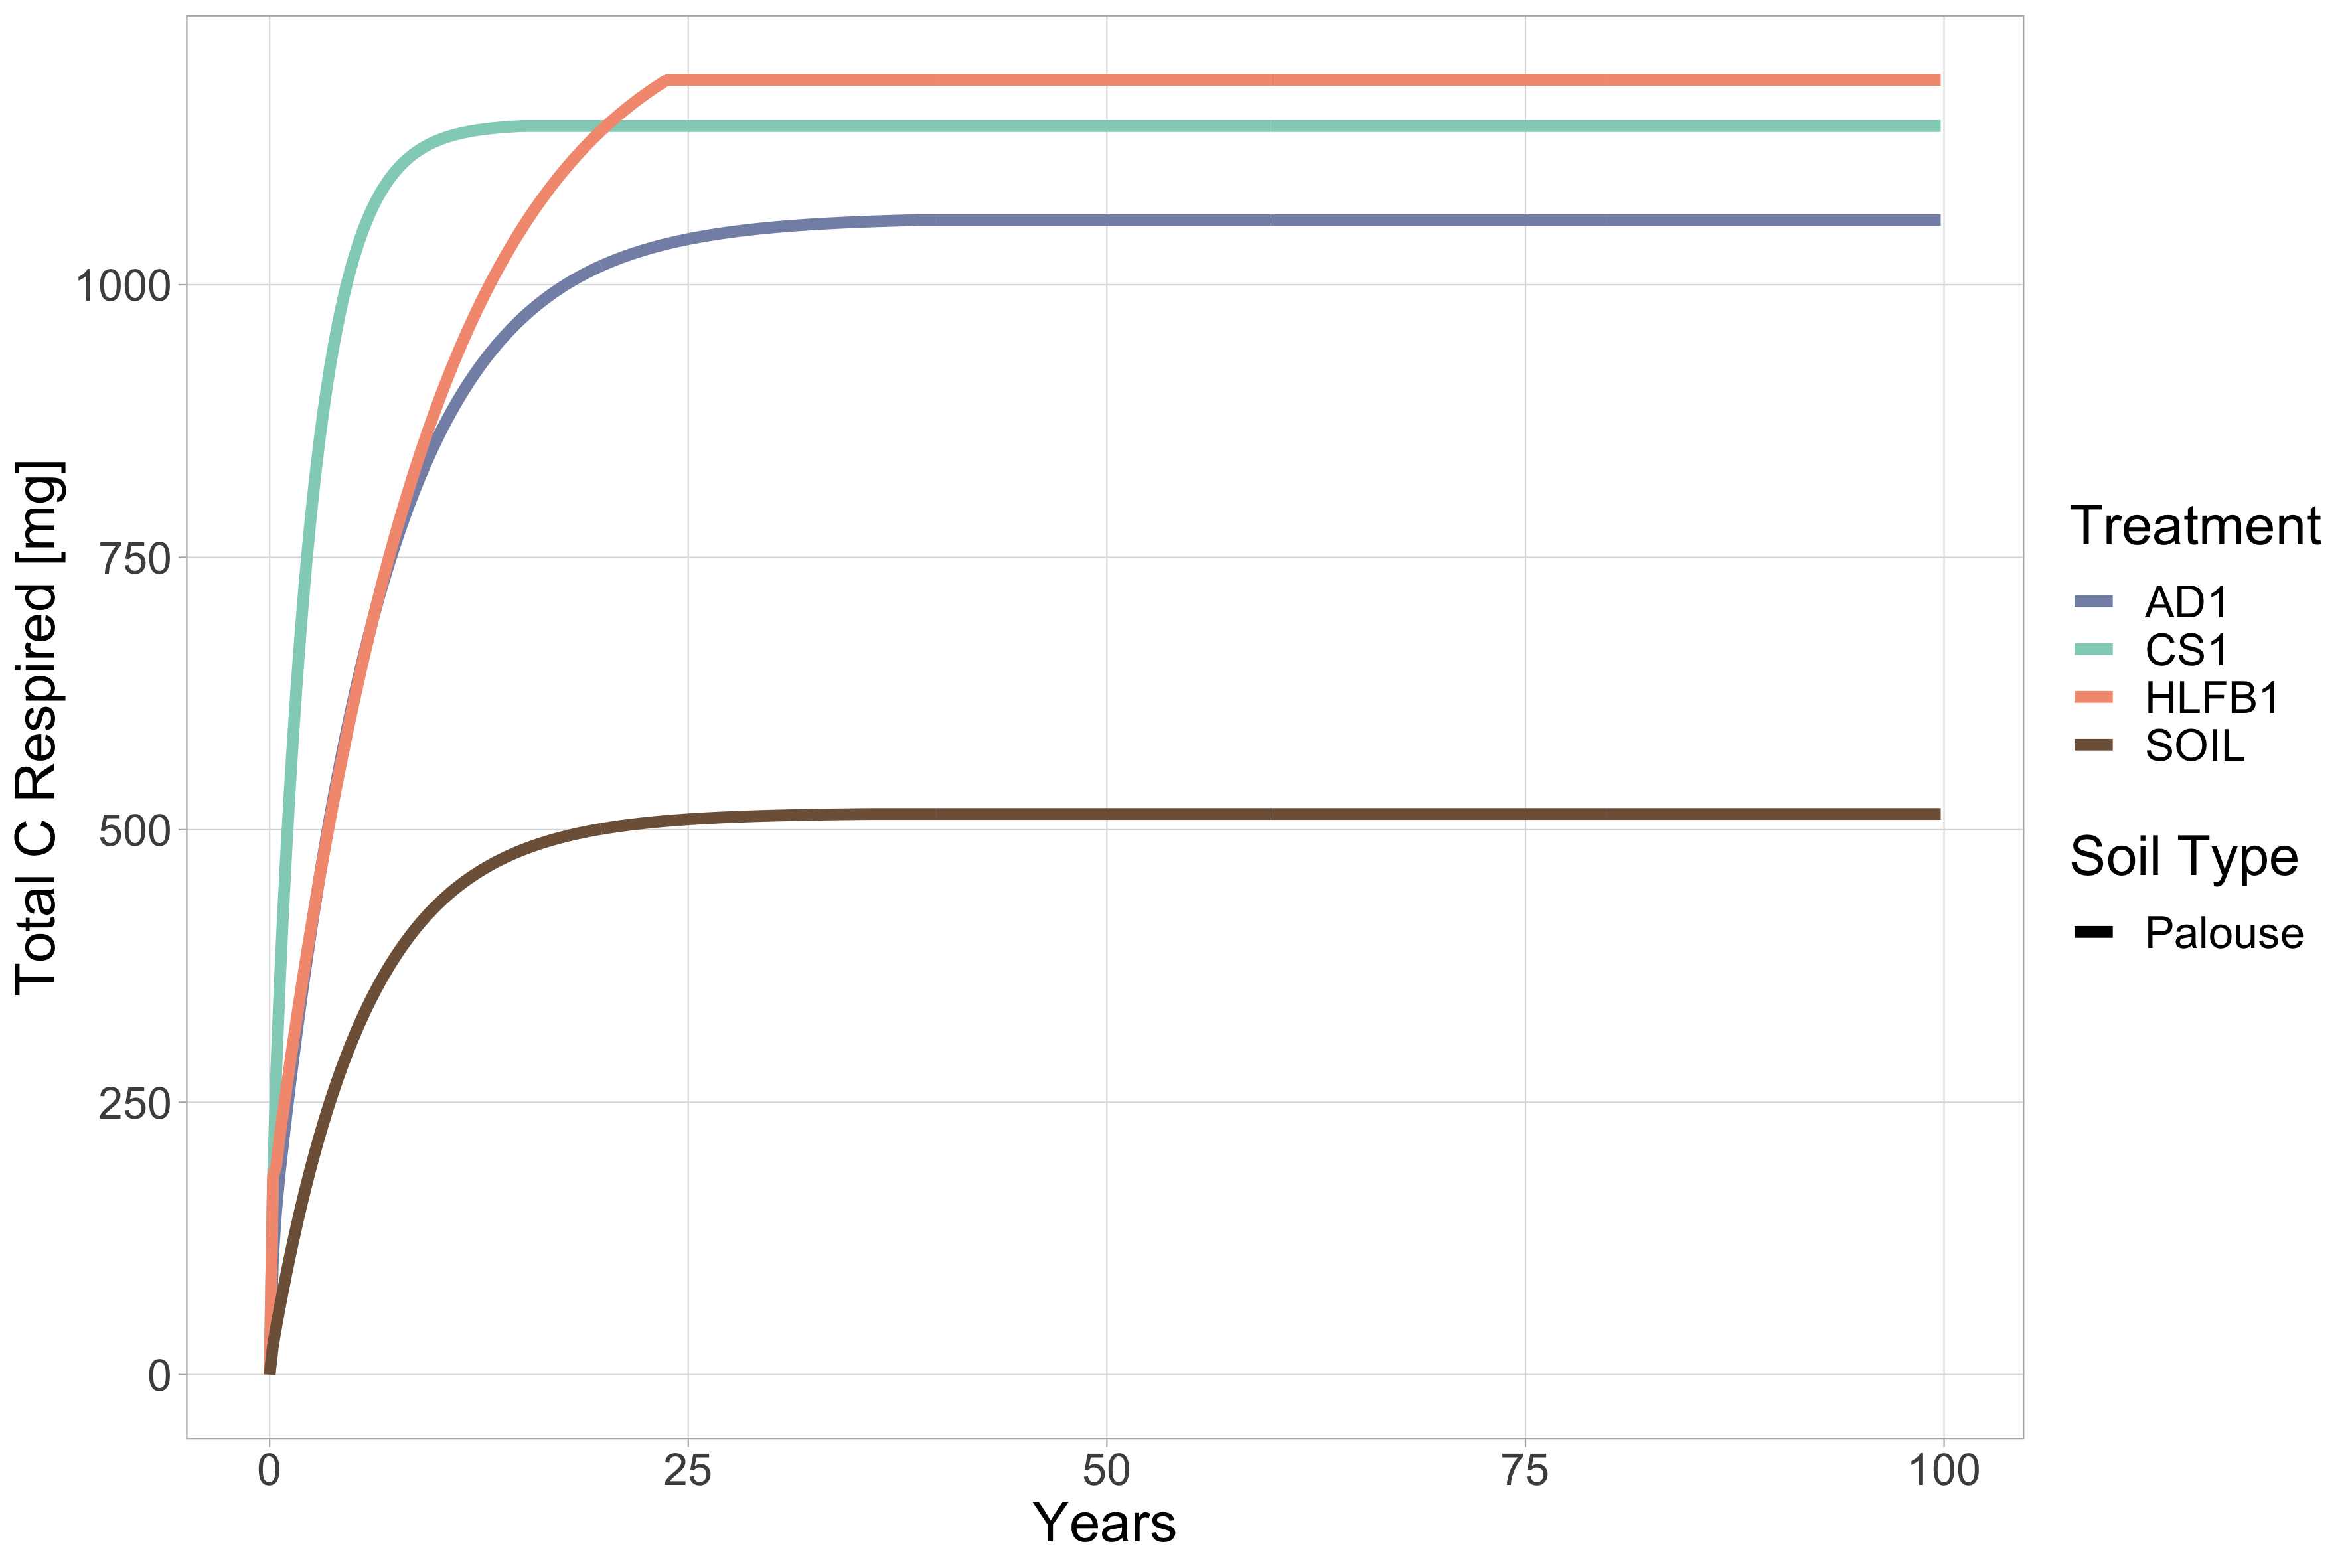 Total C Respired [mg]
1000
750
500
250
0
0 25 50 75 100
Years
Treatment
AD1
CS1
HLFB1
SOIL
Soil Type
Palouse